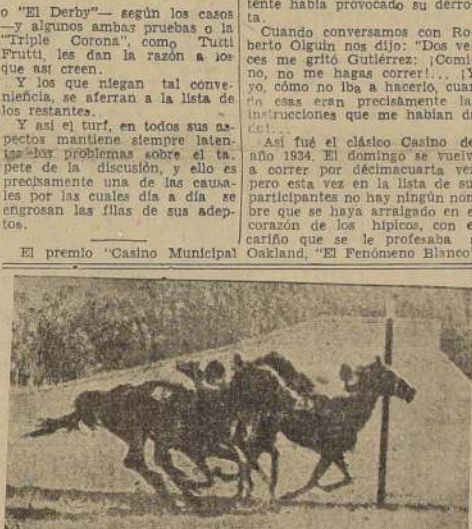 o "El Derby"— según los casos
—y algunos ambas pruebas o la
"Triple Corona", como Tutti
Frutti, les dan la razón a los
que así creen.
Y los que niegan tal conve-
niencia, se aferran a la lista de
los restantes.
Y así el turf, en todos sus as-
pectos mantiene siempre laten-
tes los problemas sobre el ta-
pete de la discusión, y ello es
precisamente una de las causa-
les por las cuales día a día se
engrosan las filas de sus adep-
tos.
El premio "Casino Municipal
tente había provocado su derro-
ta.
Cuando conversamos con Ro-
berto Olguín nos dijo: "Dos ve-
ces me gritó Gutiérrez: ¡Comi-
no, no me hagas correr!...
yo, cómo no iba a hacerlo, cuan
esas eran precisamente la
instrucciones que me habían d
Así fué el clásico Casino de
año 1934. El domingo se vuelv
a correr por décimacuarta vez
pero esta vez en la lista de su
participantes no hay ningún nom
bre que se haya arraigado en
corazón de los hípicos, con e
cariño que se le profesaba
Oakland, "El Fenómeno Blanco"